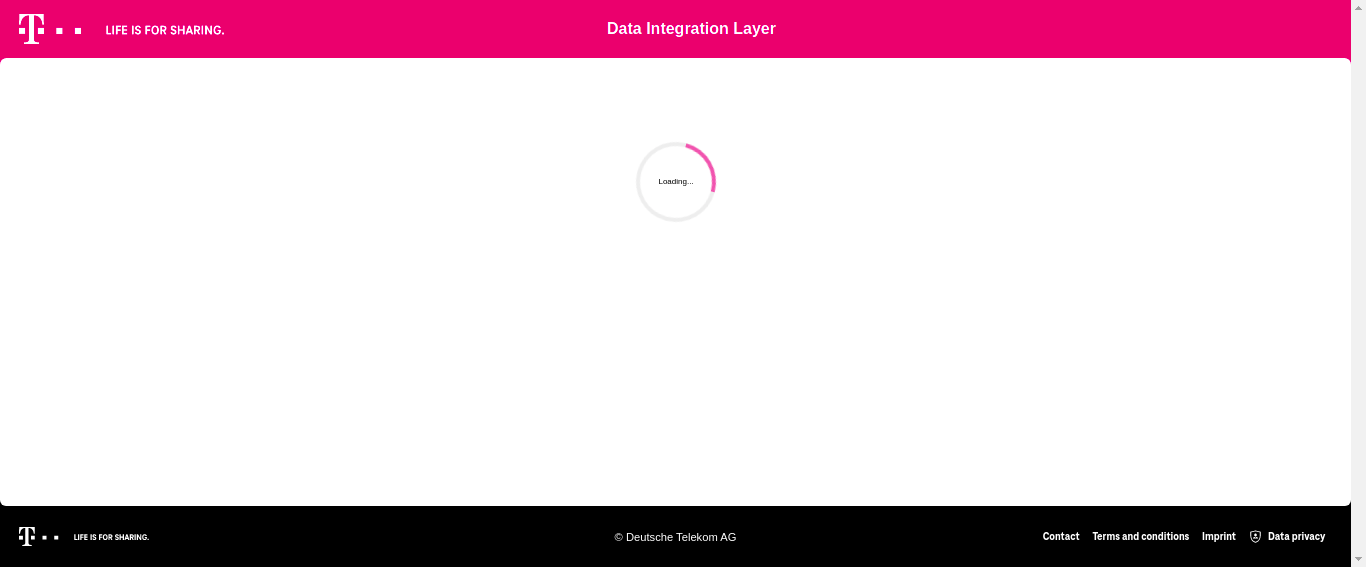 T
LIFE IS FOR SHARING.
Data Integration Layer
Loading...
T
LIFE IS FOR SHARING.
© Deutsche Telekom AG
Contact
Terms and conditions
Imprint
Data privacy